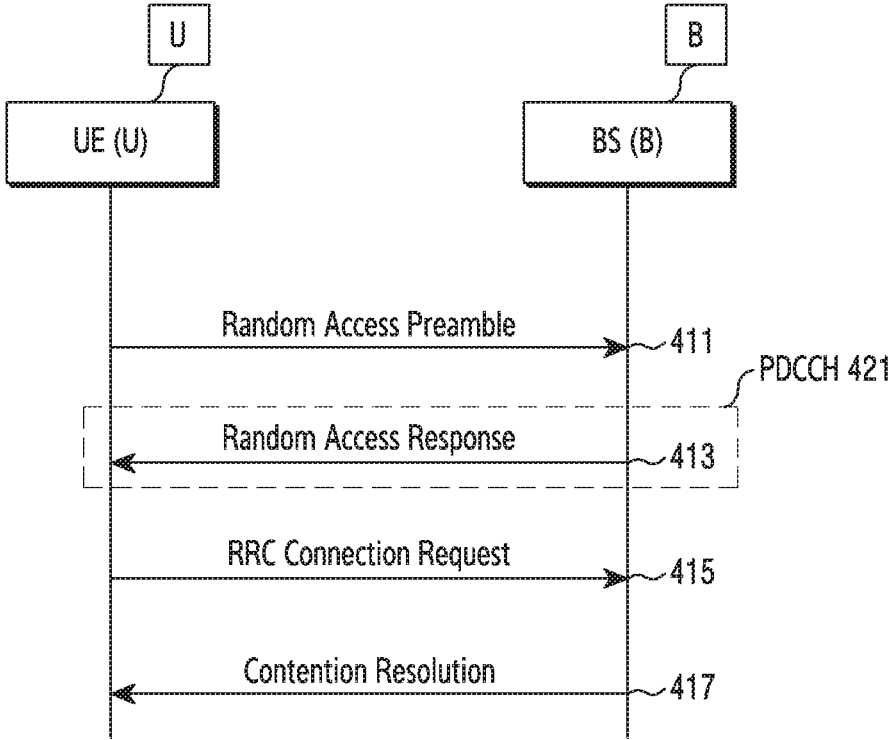 U
B
UE (U)
BS (B)
Random Access Preamble
411
PDCCH 421
Random Access Response
413
RRC Connection Request
415
Contention Resolution
417